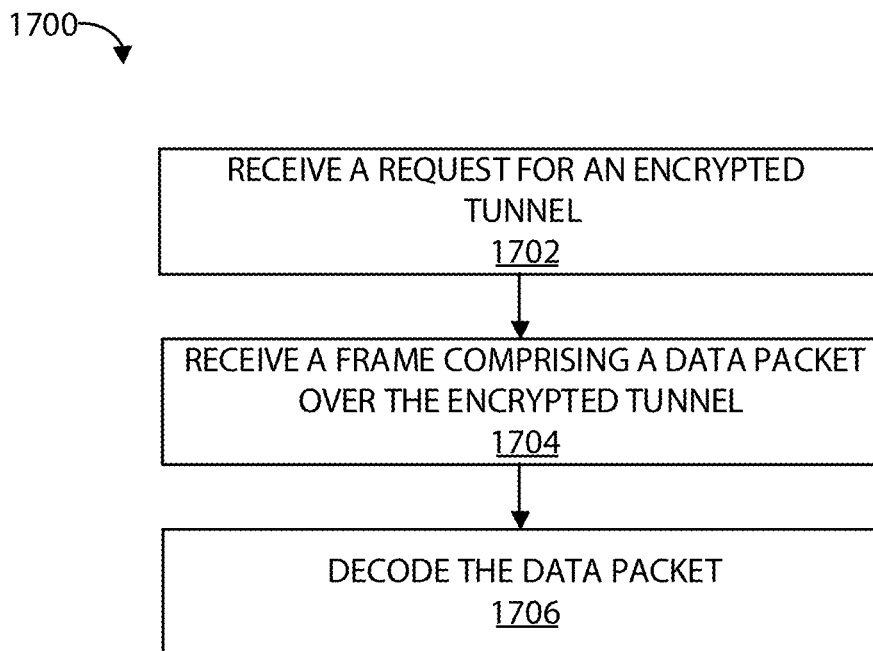 1700
RECEIVE A REQUEST FOR AN ENCRYPTED
TUNNEL
1702
RECEIVE A FRAME COMPRISING A DATA PACKET
OVER THE ENCRYPTED TUNNEL
1704
DECODE THE DATA PACKET
1706